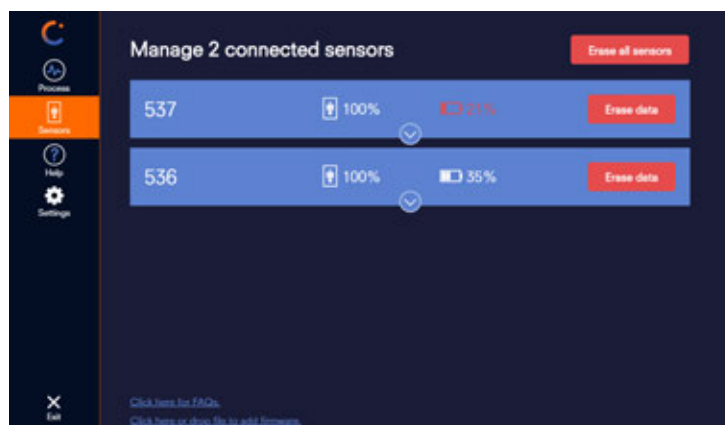 Manage 2 connected sensors
Erase all sensors
Process
Sensors
Help
Settings
Exit
537
100%
21%
Erase data
536
100%
35%
Erase data
Click here for FAQs.
Click here or drop file to add firmware.